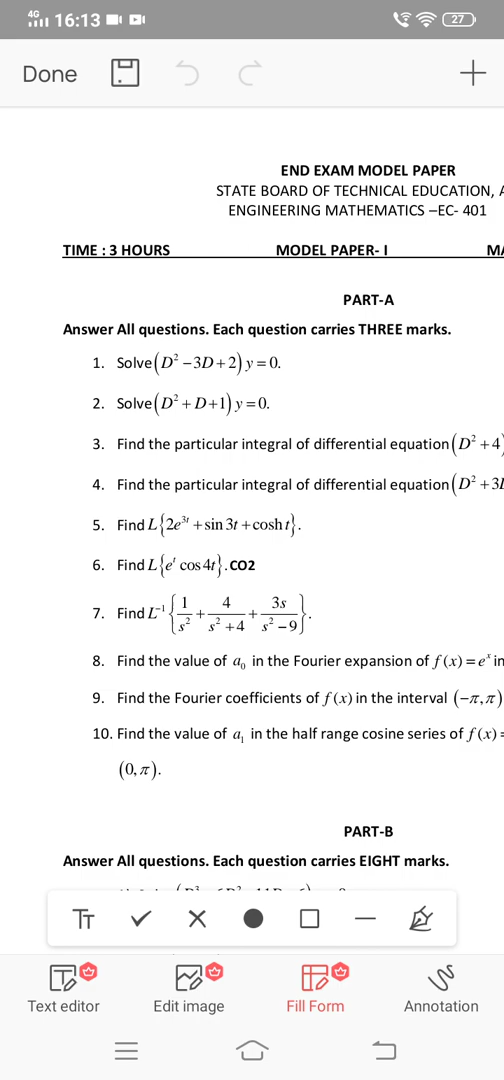 4G 16:13 27
Done
END EXAM MODEL PAPER
STATE BOARD OF TECHNICAL EDUCATION, A
ENGINEERING MATHEMATICS –EC- 401
TIME : 3 HOURS MODEL PAPER- I MA
PART-A
Answer All questions. Each question carries THREE marks.
1. Solve (D² − 3D + 2) y = 0.
2. Solve (D² + D + 1) y = 0.
3. Find the particular integral of differential equation (D² + 4)
4. Find the particular integral of differential equation (D² + 3D
5. Find L{2e³ᵗ + sin 3t + cosh t}.
6. Find L{eᵗ cos 4t}. CO2
7. Find L⁻¹{1/s² + 4/(s² + 4) + 3s/(s² − 9)}.
8. Find the value of a₀ in the Fourier expansion of f(x) = eˣ in
9. Find the Fourier coefficients of f(x) in the interval (−π, π)
10. Find the value of a₁ in the half range cosine series of f(x) =
(0, π).
PART-B
Answer All questions. Each question carries EIGHT marks.
Text editor Edit image Fill Form Annotation